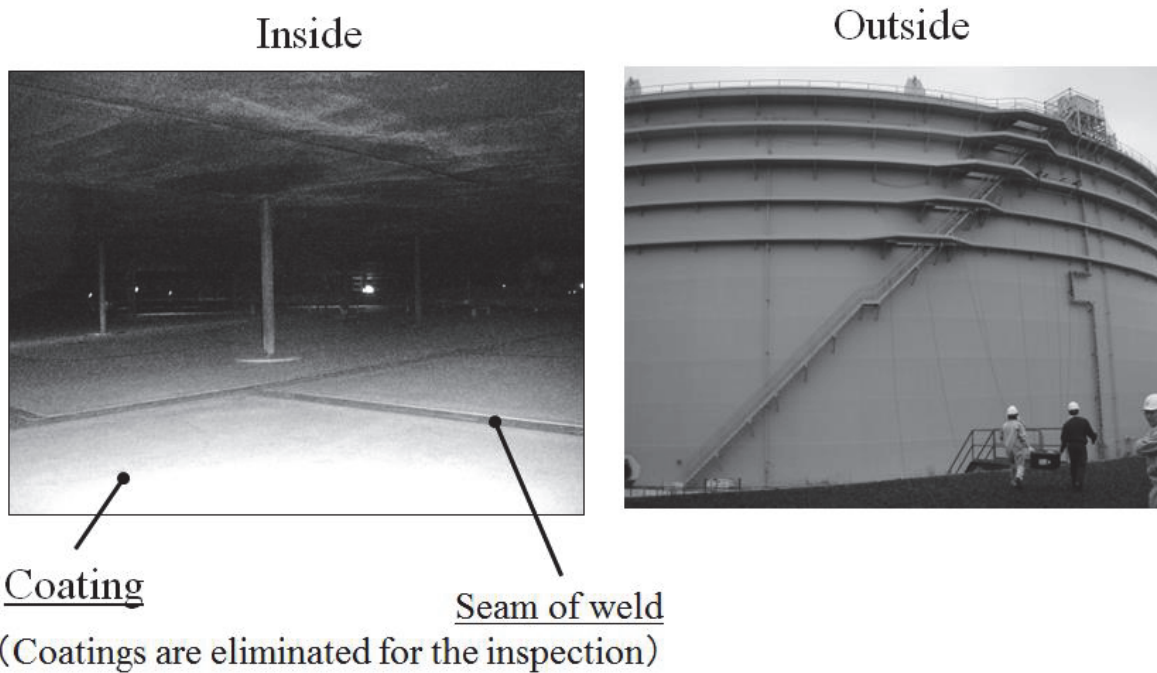 Inside
Outside
Coating
Seam of weld
(Coatings are eliminated for the inspection)